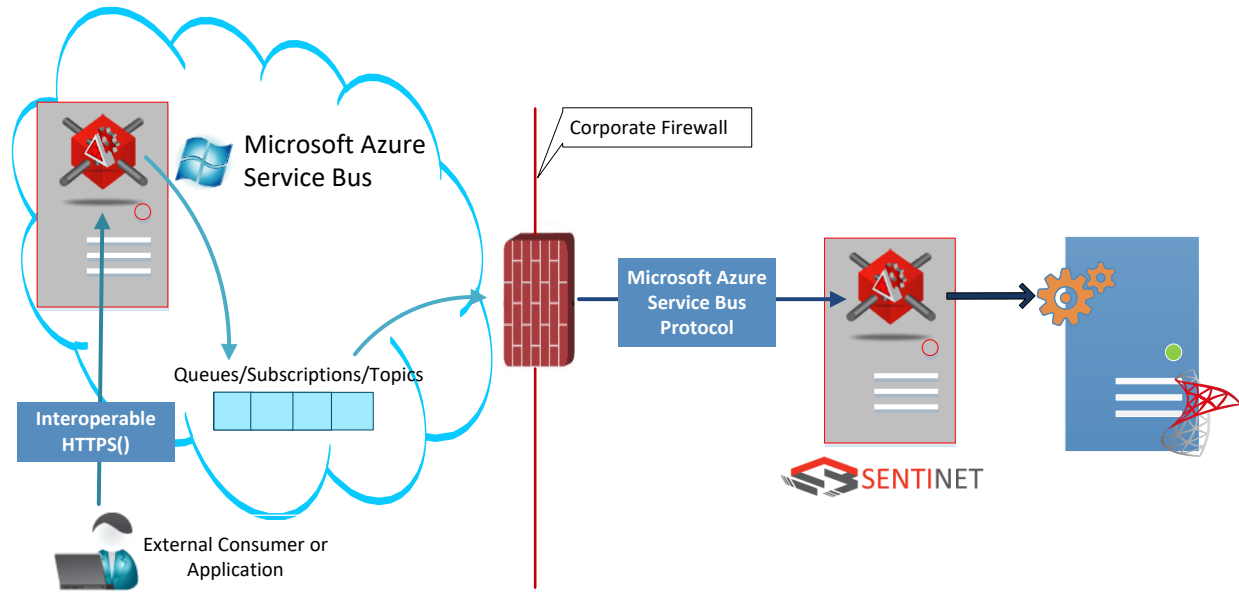 Microsoft Azure
Service Bus
Corporate Firewall
Microsoft Azure
Service Bus
Protocol
Queues/Subscriptions/Topics
Interoperable
HTTPS()
SENTINET
External Consumer or
Application